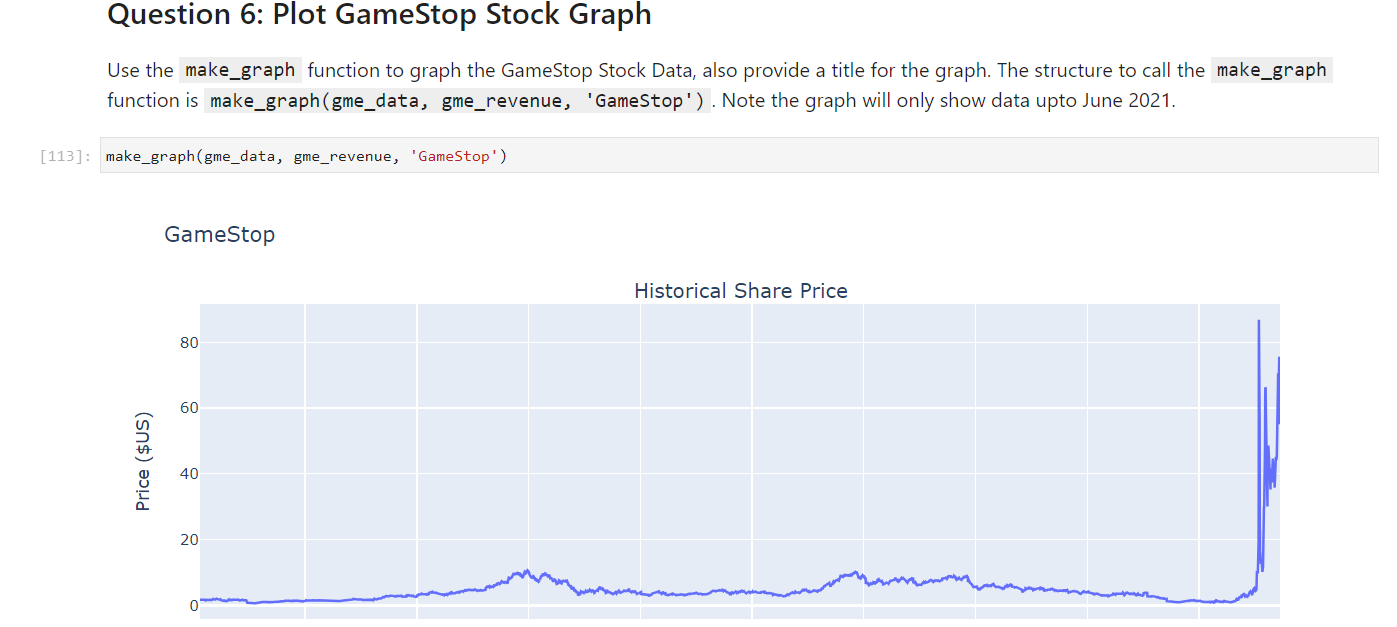 Question 6: Plot GameStop Stock Graph
Use the make_graph function to graph the GameStop Stock Data, also provide a title for the graph. The structure to call the make_graph
function is make_graph(gme_data, gme_revenue, 'GameStop') . Note the graph will only show data upto June 2021.
[113]: make_graph(gme_data, gme_revenue, 'GameStop')
GameStop
Historical Share Price
80
60
40
20
0
Price ($US)